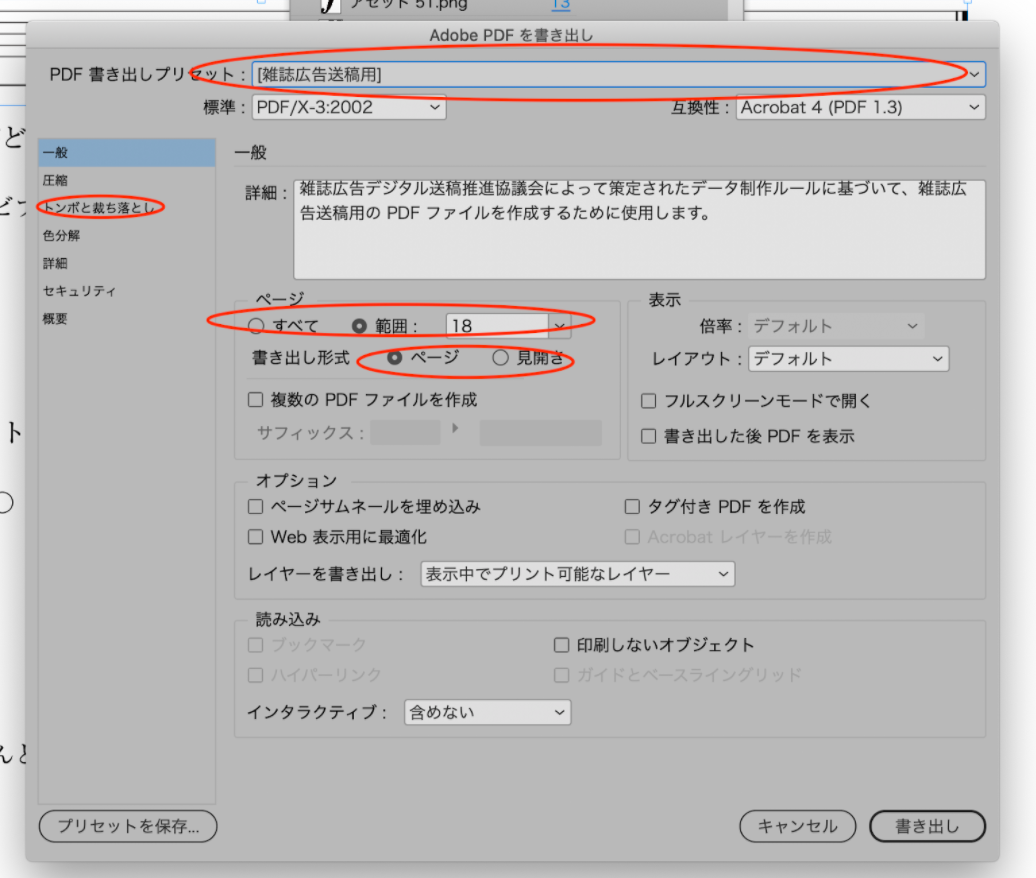 アセット 51.png 13
Adobe PDF を書き出し
PDF 書き出しプリセット： [雑誌広告送稿用]
標準： PDF/X-3:2002 互換性： Acrobat 4 (PDF 1.3)
一般
圧縮
トンボと裁ち落とし
色分解
詳細
セキュリティ
概要
一般
詳細： 雑誌広告デジタル送稿推進協議会によって策定されたデータ制作ルールに基づいて、雑誌広
告送稿用の PDF ファイルを作成するために使用します。
ページ
すべて 範囲： 18
書き出し形式 ページ 見開き
複数の PDF ファイルを作成
サフィックス：
表示
倍率： デフォルト
レイアウト： デフォルト
フルスクリーンモードで開く
書き出した後 PDF を表示
オプション
ページサムネールを埋め込み タグ付き PDF を作成
Web 表示用に最適化 Acrobat レイヤーを作成
レイヤーを書き出し： 表示中でプリント可能なレイヤー
読み込み
ブックマーク 印刷しないオブジェクト
ハイパーリンク ガイドとベースライングリッド
インタラクティブ： 含めない
プリセットを保存... キャンセル 書き出し